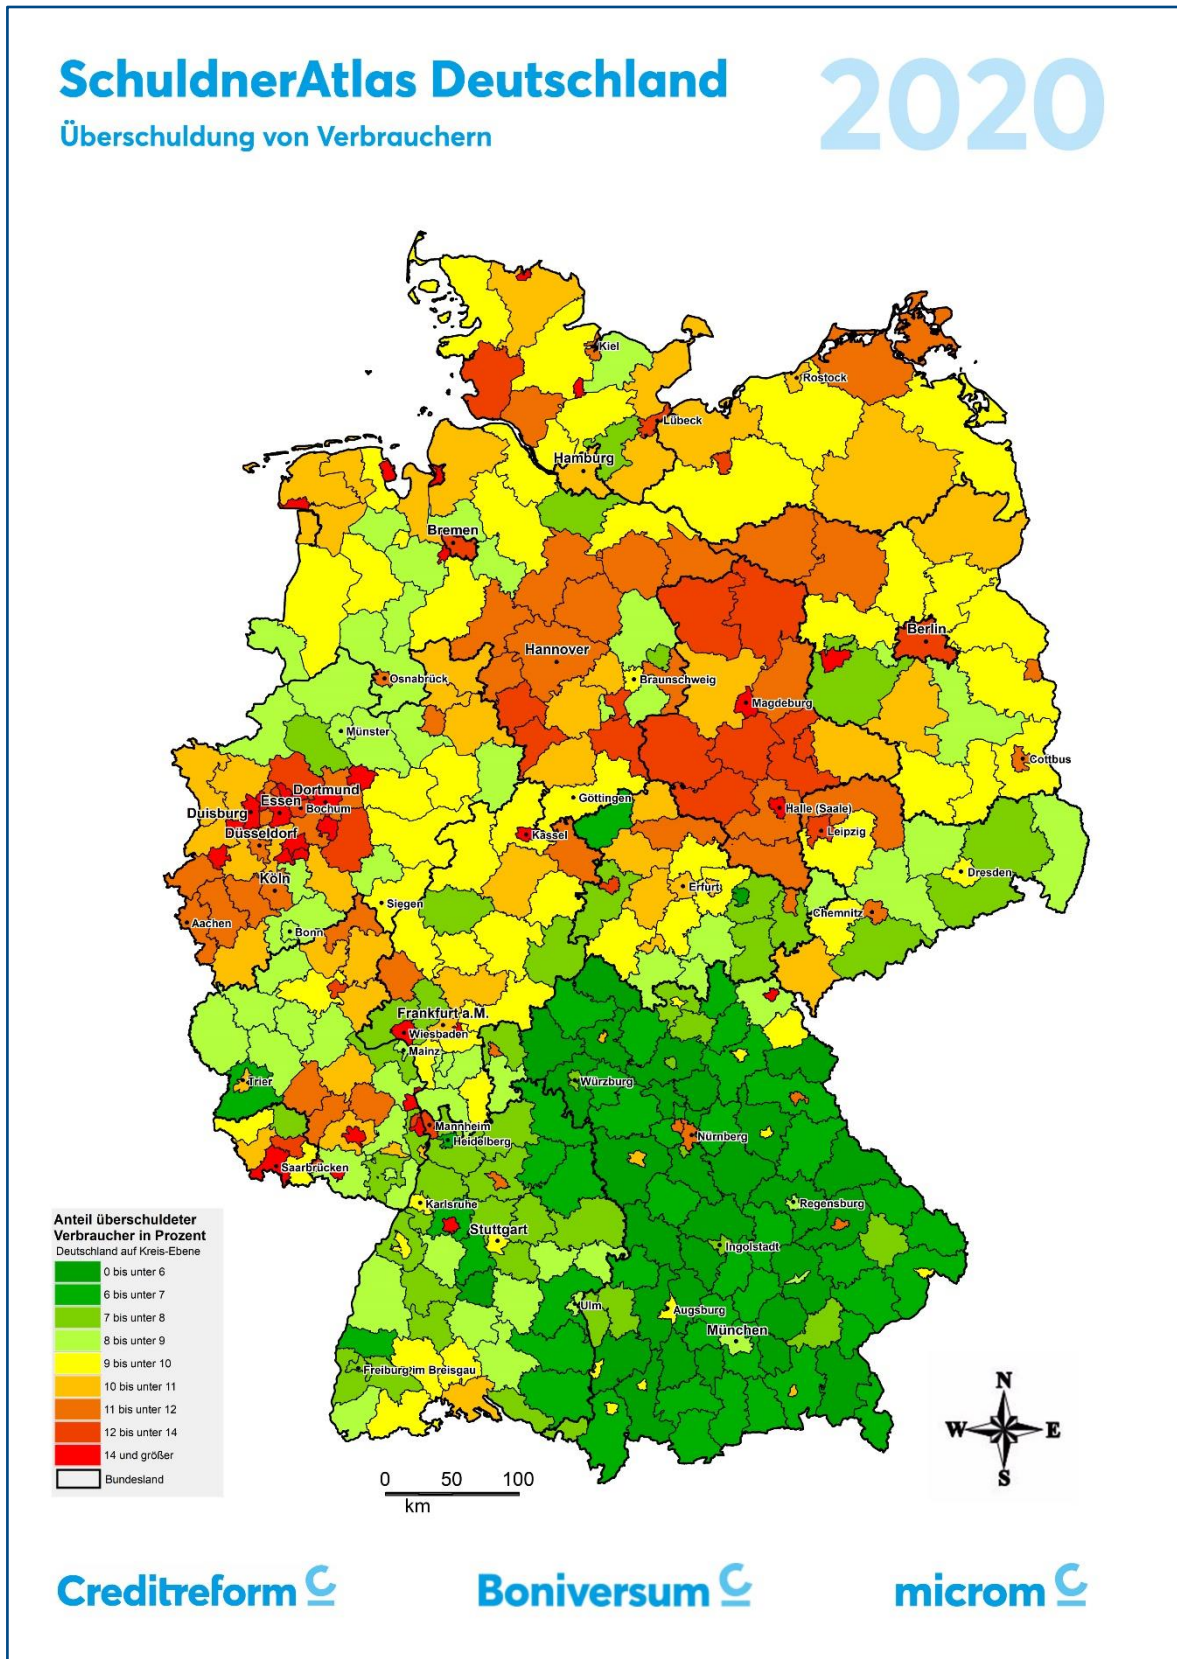 SchuldnerAtlas Deutschland
2020
Überschuldung von Verbrauchern
Kiel
Rostock
Lübeck
Hamburg
Bremen
Berlin
Hannover
Osnabrück
Braunschweig
Magdeburg
Münster
Cottbus
Dortmund
Essen
Bochum
Duisburg
Göttingen
Halle (Saale)
Düsseldorf
Kassel
Leipzig
Köln
Dresden
Erfurt
Siegen
Chemnitz
Aachen
Bonn
Frankfurt a.M.
Wiesbaden
Mainz
Trier
Würzburg
Mannheim
Nürnberg
Heidelberg
Saarbrücken
Karlsruhe
Regensburg
Stuttgart
Ingolstadt
Ulm
Augsburg
München
Freiburg im Breisgau
Anteil überschuldeter
Verbraucher in Prozent
Deutschland auf Kreis-Ebene
0 bis unter 6
6 bis unter 7
7 bis unter 8
8 bis unter 9
9 bis unter 10
10 bis unter 11
11 bis unter 12
12 bis unter 14
14 und größer
Bundesland
N
W E
S
0 50 100
km
Creditreform C
Boniversum C
microm C